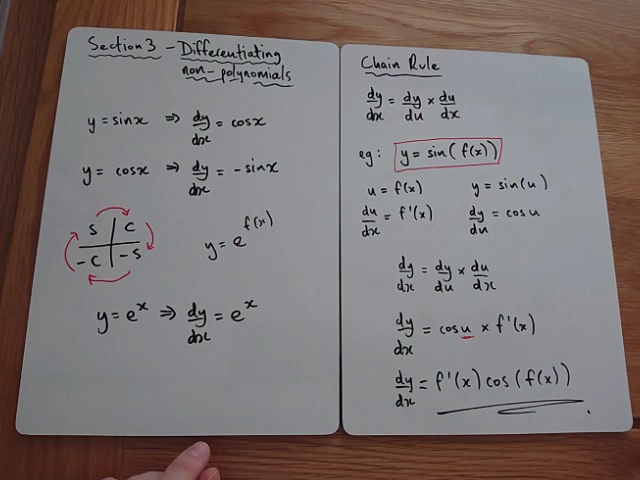 Section 3 - Differentiating
non-polynomials
y = sinx ⇒ dy/dx = cosx
y = cosx ⇒ dy/dx = -sinx
S | C
-C | -S
y = e^f(x)
y = e^x ⇒ dy/dx = e^x
Chain Rule
dy/dx = dy/du × du/dx
eg: y = sin(f(x))
u = f(x) y = sin(u)
du/dx = f'(x) dy/du = cosu
dy/dx = dy/du × du/dx
dy/dx = cosu × f'(x)
dy/dx = f'(x) cos(f(x))